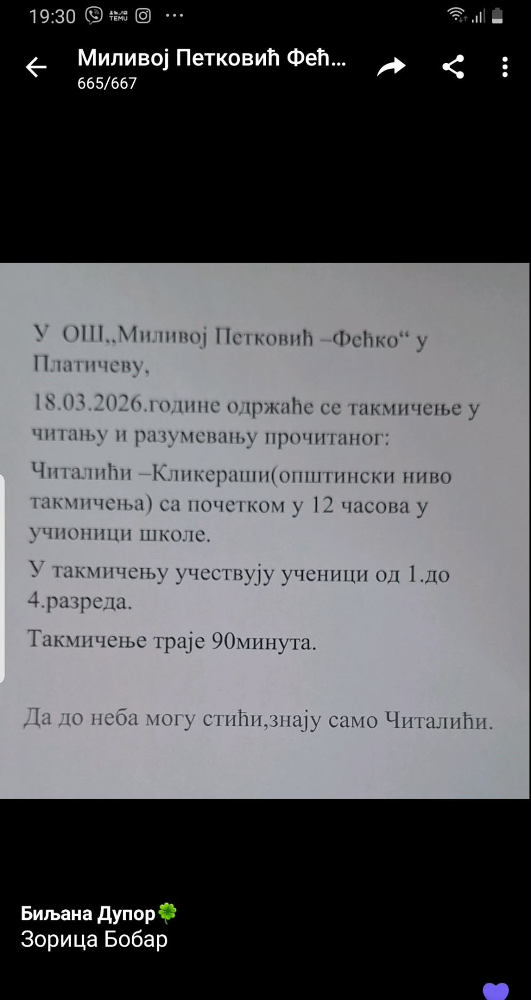 19:30 TEMU
Миливој Петковић Фећ...
665/667
У ОШ,,Миливој Петковић –Фећко“ у
Платичеву,
18.03.2026.године одржаће се такмичење у
читању и разумевању прочитаног:
Читалићи –Кликераши(општински ниво
такмичења) са почетком у 12 часова у
учионици школе.
У такмичењу учествују ученици од 1.до
4.разреда.
Такмичење траје 90минута.
Да до неба могу стићи,знају само Читалићи.
Биљана Дупор🍀
Зорица Бобар